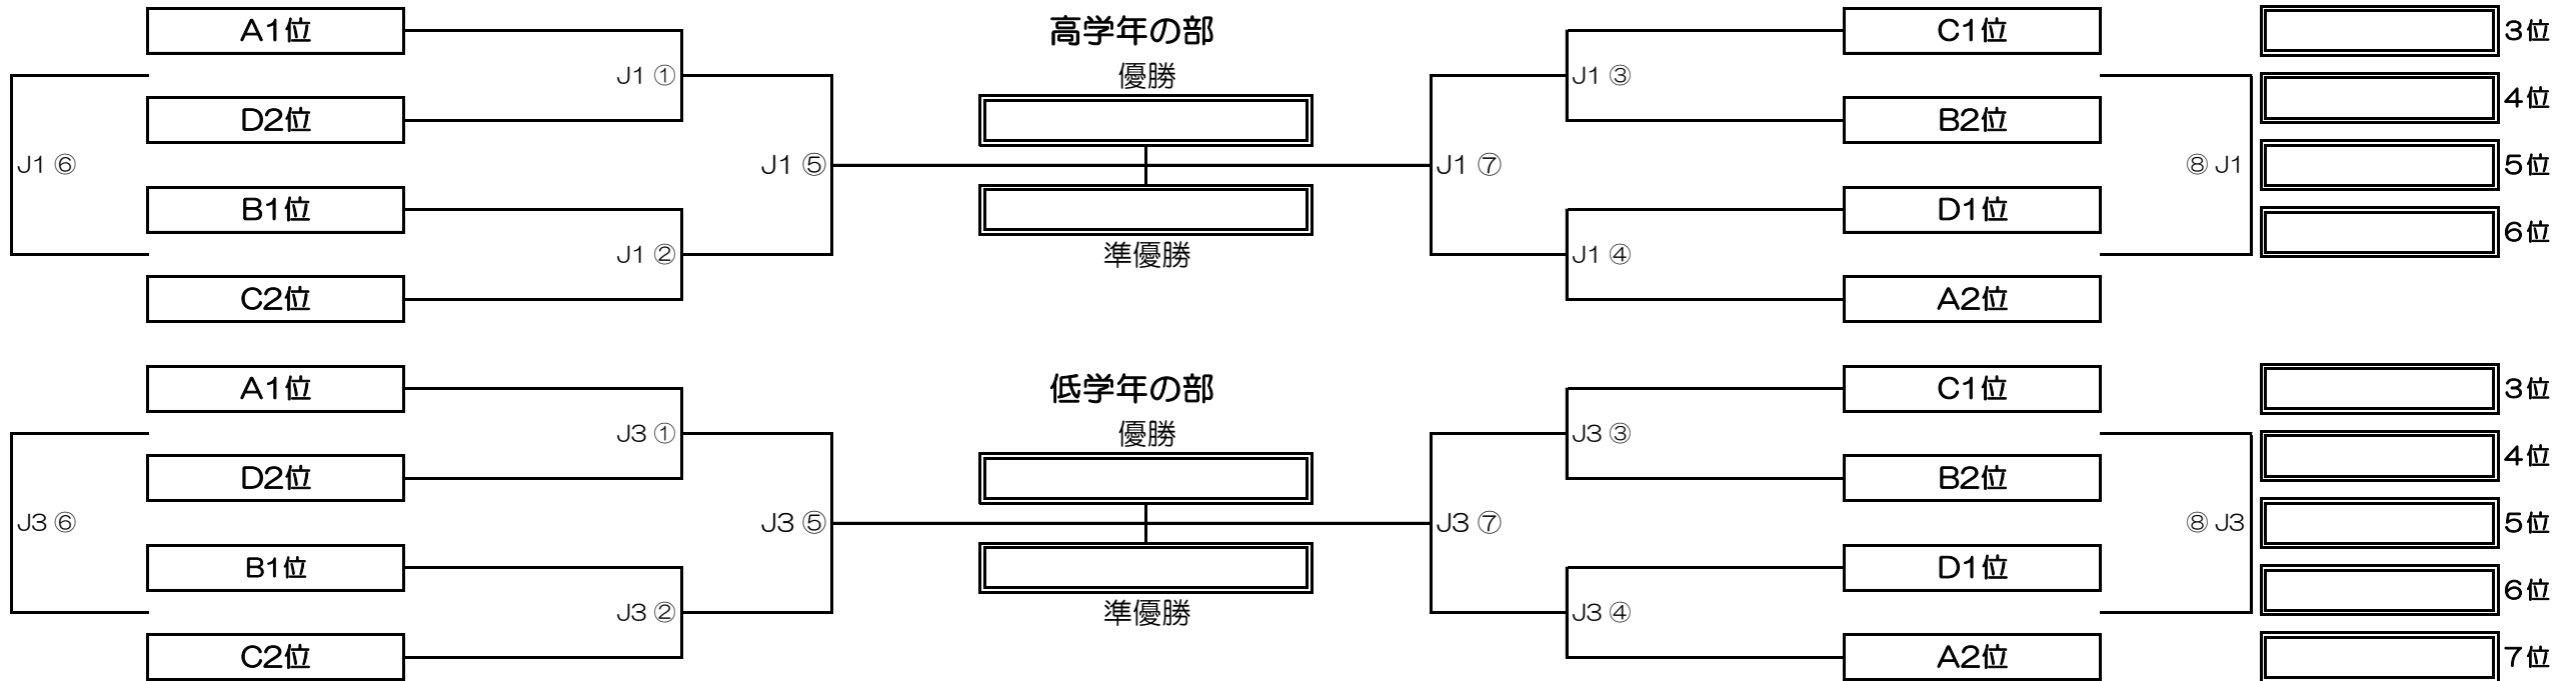 A1位 高学年の部 C1位 3位
J1 ① 優勝 J1 ③ 4位
D2位 B2位
J1 ⑥ J1 ⑤ J1 ⑦ ⑧ J1 5位
B1位 D1位 6位
J1 ② 準優勝 J1 ④
C2位 A2位
A1位 低学年の部 C1位 3位
J3 ① 優勝 J3 ③ 4位
D2位 B2位
J3 ⑥ J3 ⑤ J3 ⑦ ⑧ J3 5位
B1位 D1位 6位
J3 ② 準優勝 J3 ④
C2位 A2位 7位